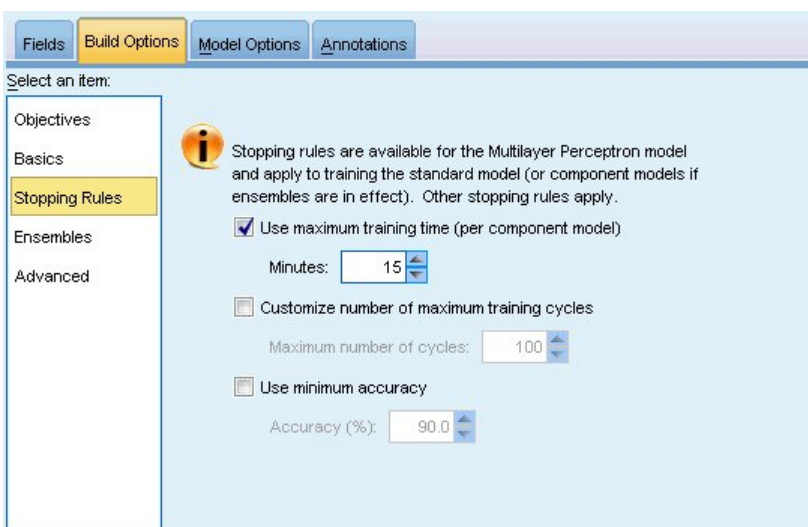 Fields Build Options Model Options Annotations
Select an item:
Objectives
Basics
Stopping Rules
Ensembles
Advanced
Stopping rules are available for the Multilayer Perceptron model
and apply to training the standard model (or component models if
ensembles are in effect). Other stopping rules apply.
Use maximum training time (per component model)
Minutes: 15
Customize number of maximum training cycles
Maximum number of cycles: 100
Use minimum accuracy
Accuracy (%): 90.0